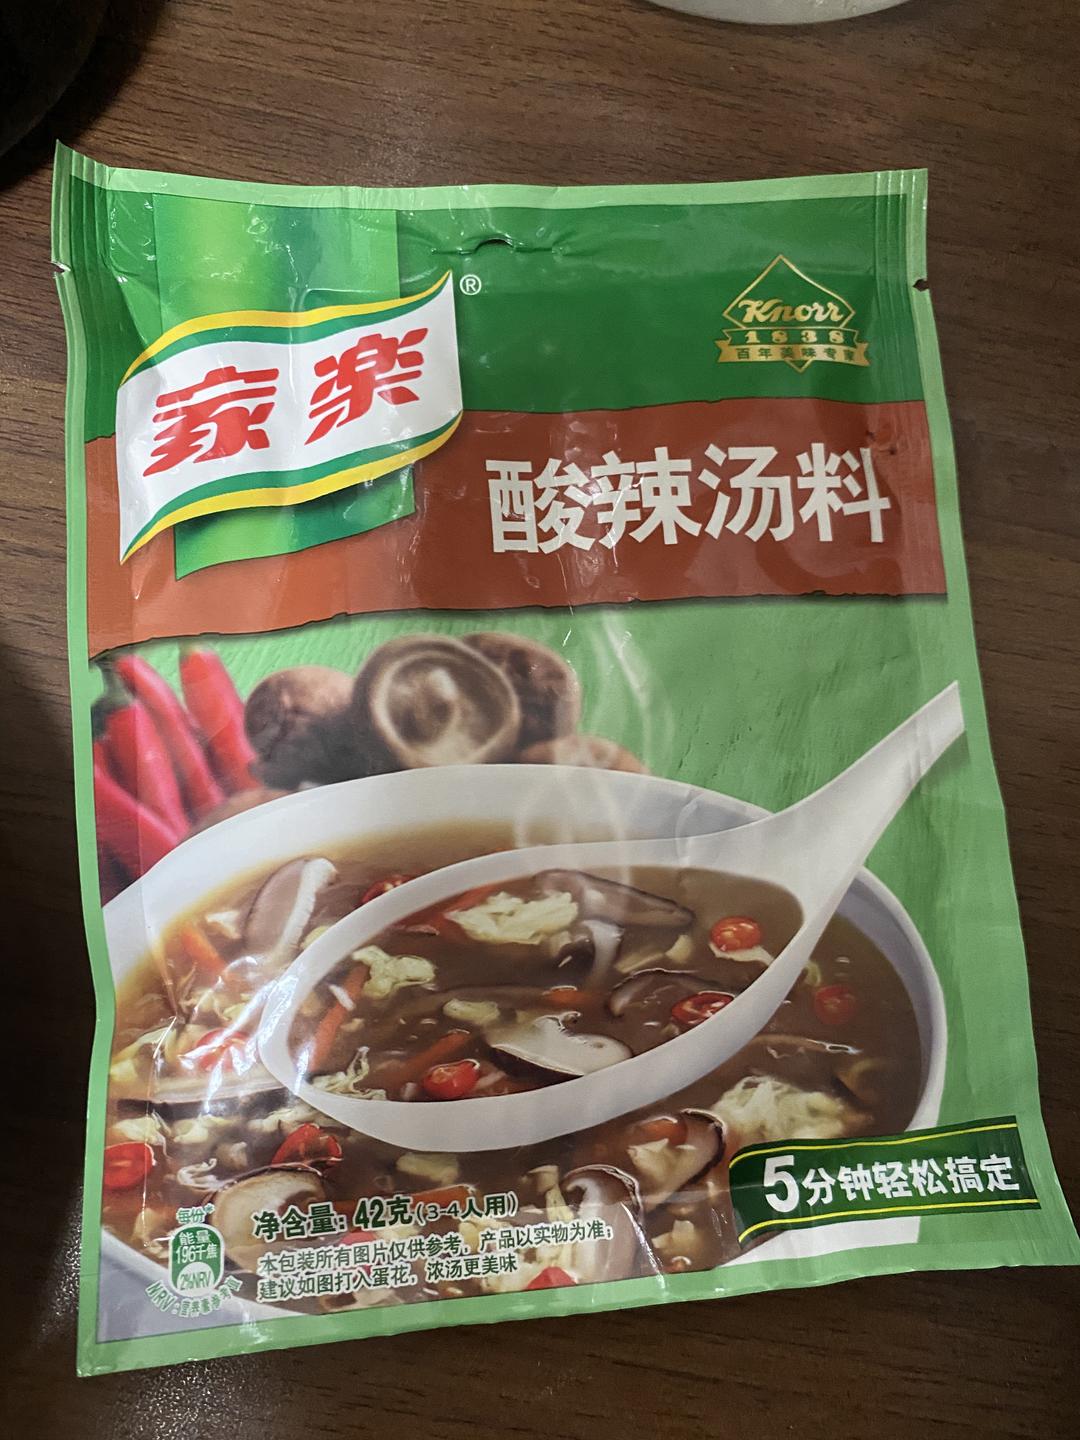 家樂®
Knorr
1838
百年美味专家
酸辣汤料
5分钟轻松搞定
净含量：42克(3-4人用)
本包装所有图片仅供参考，产品以实物为准；
建议如图打入蛋花，浓汤更美味
每份*
能量
196千焦
2%NRV